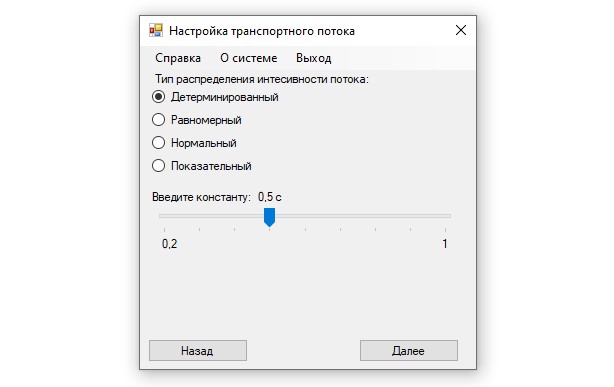 Настройка транспортного потока
Справка О системе Выход
Тип распределения интесивности потока:
Детерминированный
Равномерный
Нормальный
Показательный
Введите константу: 0,5 с
0,2 1
Назад Далее